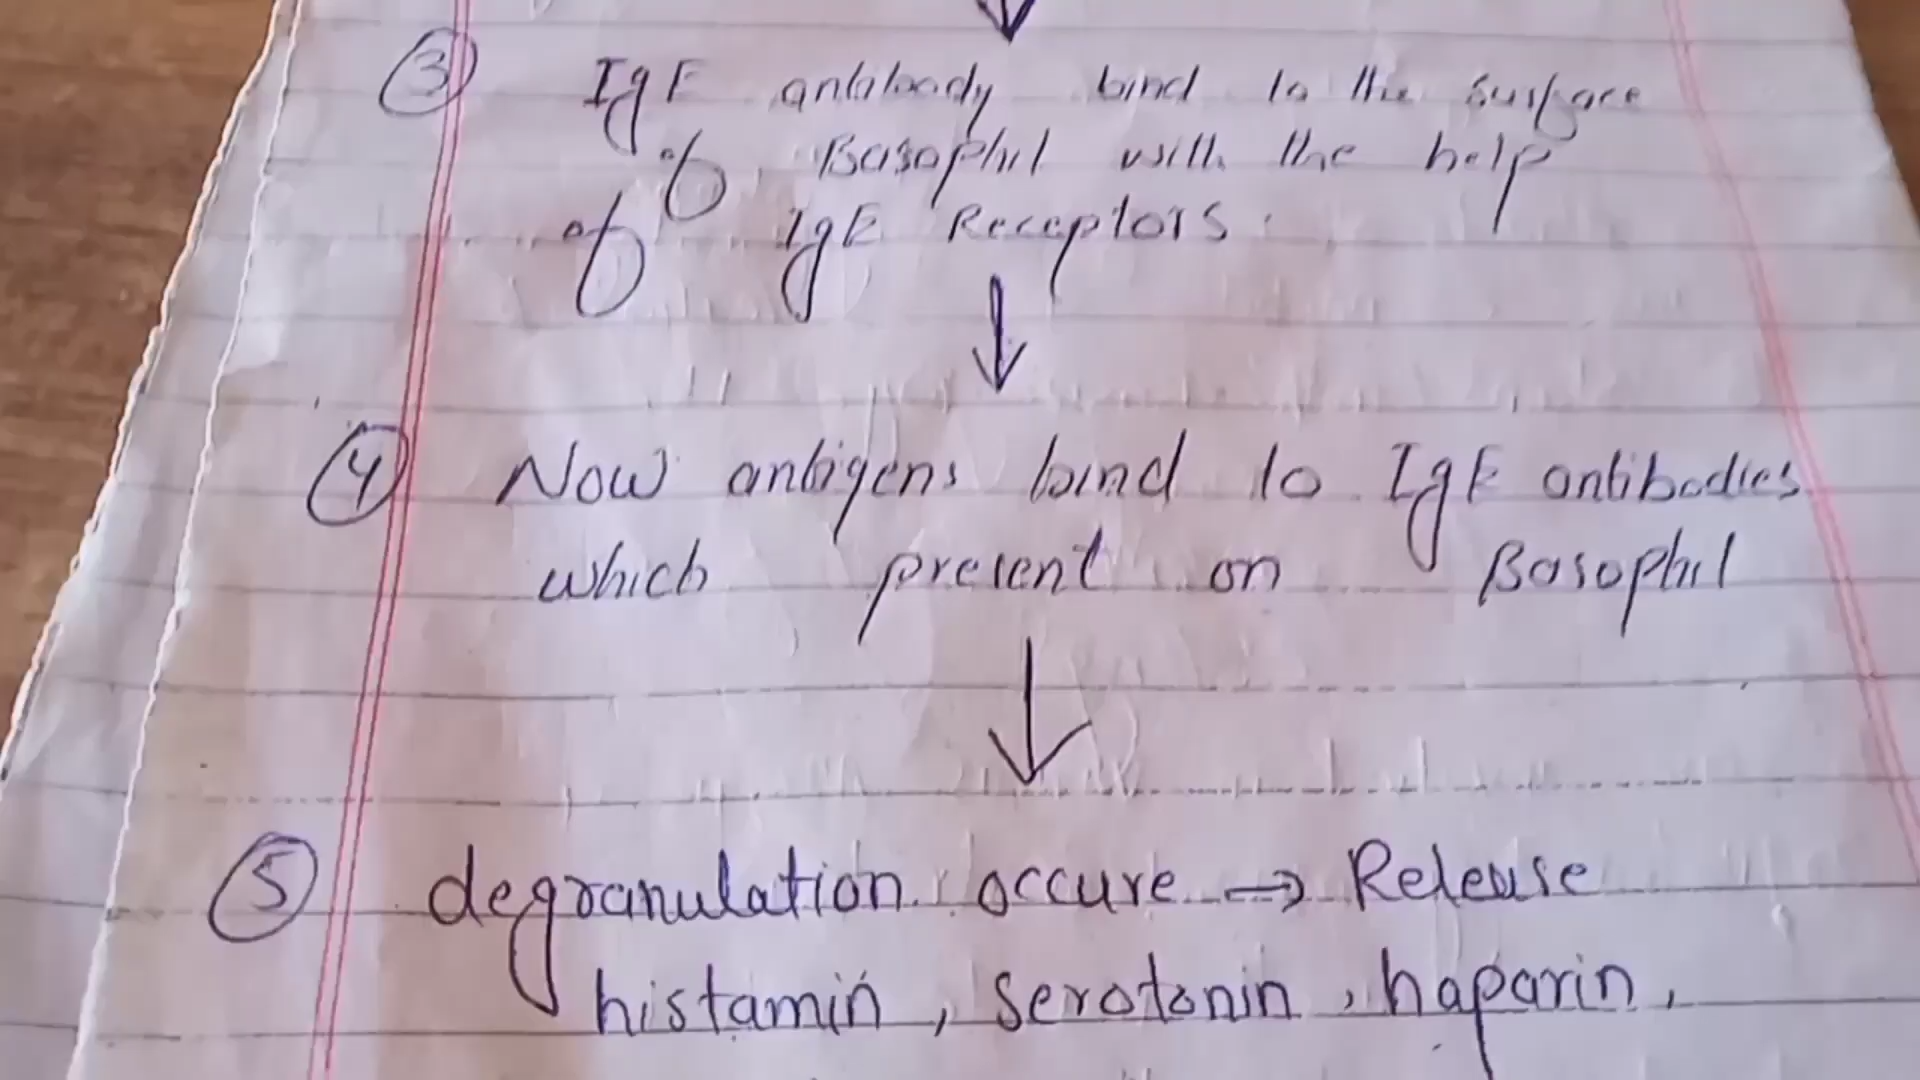 ③ IgE antibody bind to the surface
of Basophil with the help
of IgE Receptors.
↓
④ Now antigens bind to IgE antibodies
which present on Basophil
↓
⑤ degranulation occure → Release
histamin, serotonin, haparin,